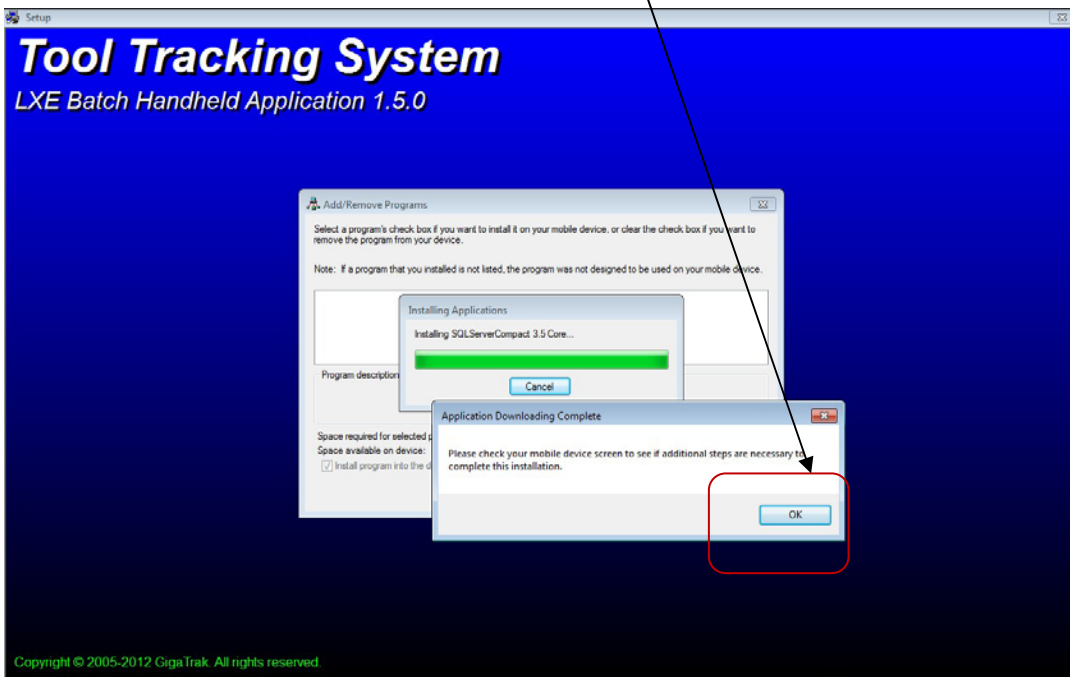 Setup
Tool Tracking System
LXE Batch Handheld Application 1.5.0
Add/Remove Programs
Select a program's check box if you want to install it on your mobile device, or clear the check box if you want to
remove the program from your device.
Note: If a program that you installed is not listed, the program was not designed to be used on your mobile device.
Installing Applications
Installing SQLServerCompact 3.5 Core...
Program description
Cancel
Application Downloading Complete
Space required for selected p
Space available on device:
Please check your mobile device screen to see if additional steps are necessary to
complete this installation.
Install program into the d
OK
Copyright © 2005-2012 GigaTrak. All rights reserved.